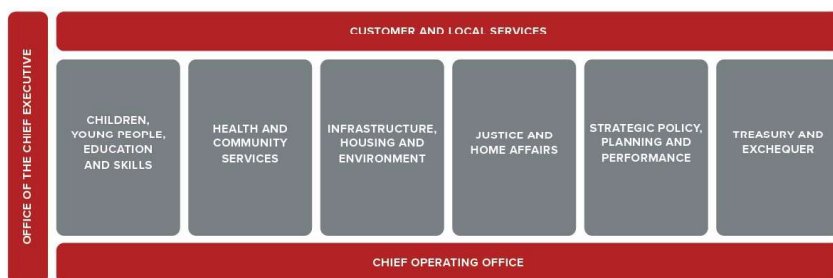 OFFICE OF THE CHIEF EXECUTIVE
CUSTOMER AND LOCAL SERVICES
CHILDREN,
YOUNG PEOPLE,
EDUCATION
AND SKILLS
HEALTH AND
COMMUNITY
SERVICES
INFRASTRUCTURE,
HOUSING AND
ENVIRONMENT
JUSTICE AND
HOME AFFAIRS
STRATEGIC POLICY,
PLANNING AND
PERFORMANCE
TREASURY AND
EXCHEQUER
CHIEF OPERATING OFFICE